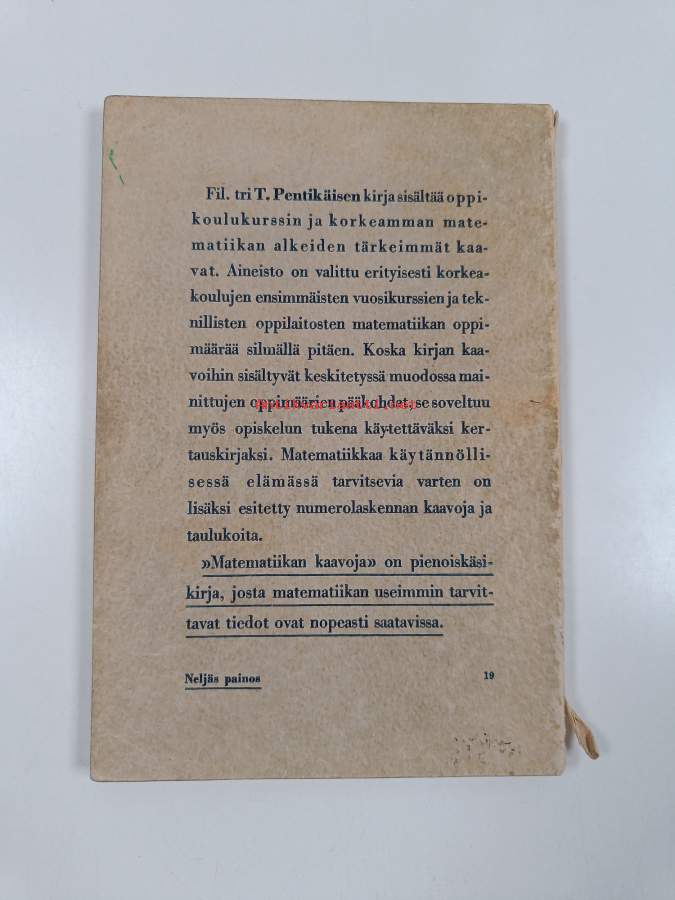 Fil. tri T. Pentikäisen kirja sisältää oppi-
koulukurssin ja korkeamman mate-
matiikan alkeiden tärkeimmät kaa-
vat. Aineisto on valittu erityisesti korkea-
koulujen ensimmäisten vuosikurssien ja tek-
nillisten oppilaitosten matematiikan oppi-
määrää silmällä pitäen. Koska kirjan kaa-
voihin sisältyvät keskitetyssä muodossa mai-
nittujen oppimäärien pääkohdat, se soveltuu
myös opiskelun tukena käytettäväksi ker-
tauskirjaksi. Matematiikkaa käytännölli-
sessä elämässä tarvitsevia varten on
lisäksi esitetty numerolaskennan kaavoja ja
taulukoita.
»Matematiikan kaavoja» on pienoiskäsi-
kirja, josta matematiikan useimmin tarvit-
tavat tiedot ovat nopeasti saatavissa.
Neljäs painos 19